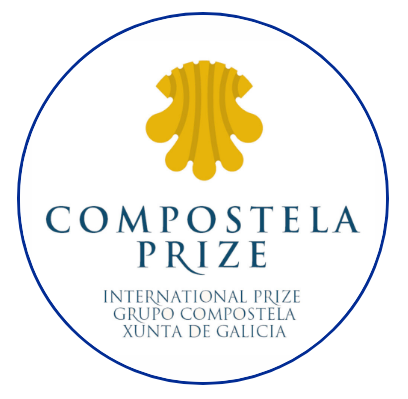 COMPOSTELA
PRIZE
INTERNATIONAL PRIZE
GRUPO COMPOSTELA
XUNTA DE GALICIA